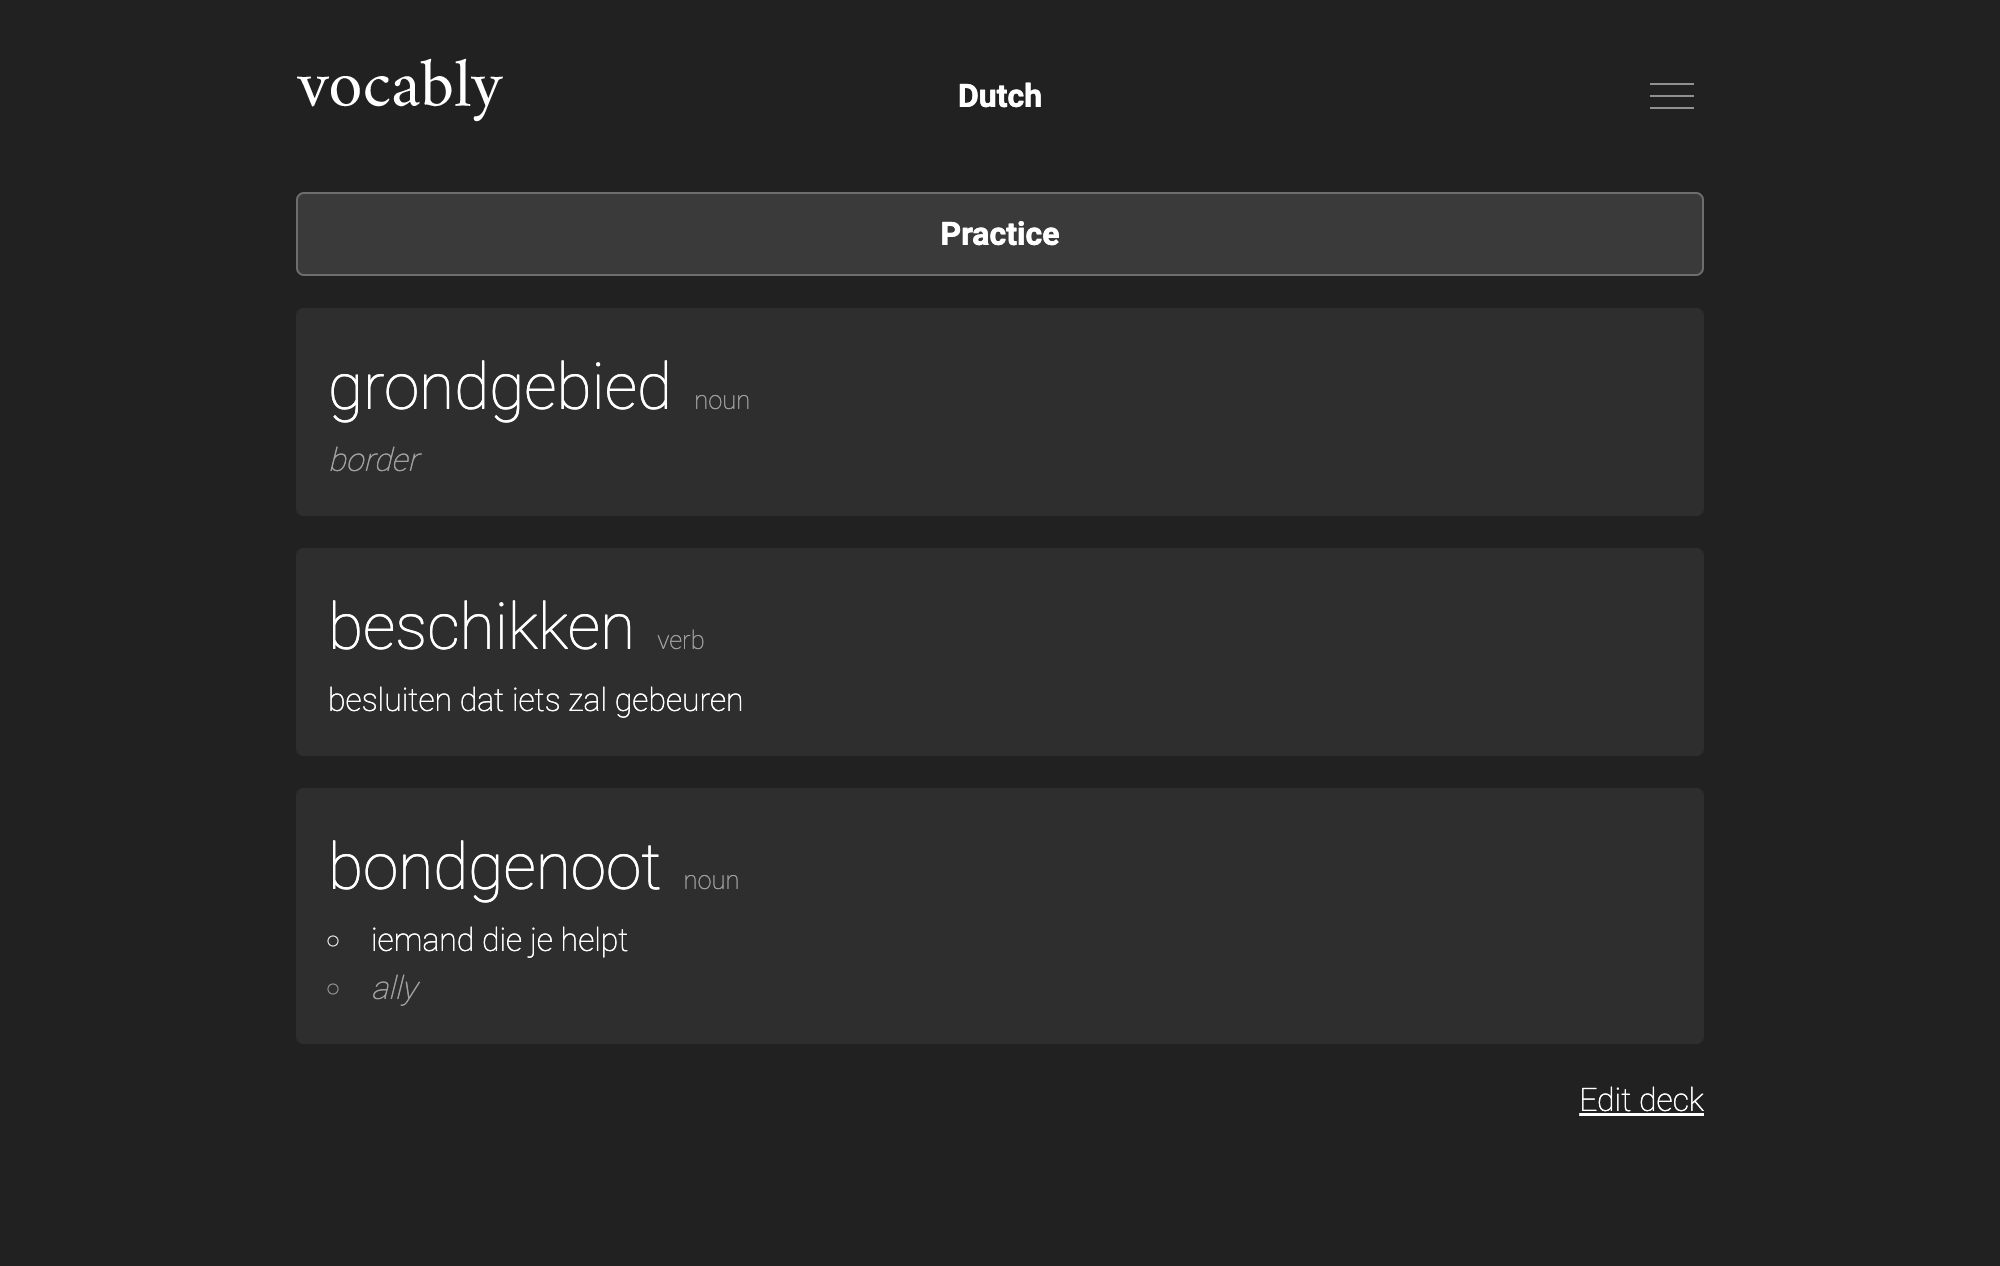 vocably
Dutch
Practice
grondgebied noun
border
beschikken verb
besluiten dat iets zal gebeuren
bondgenoot noun
iemand die je helpt
ally
Edit deck